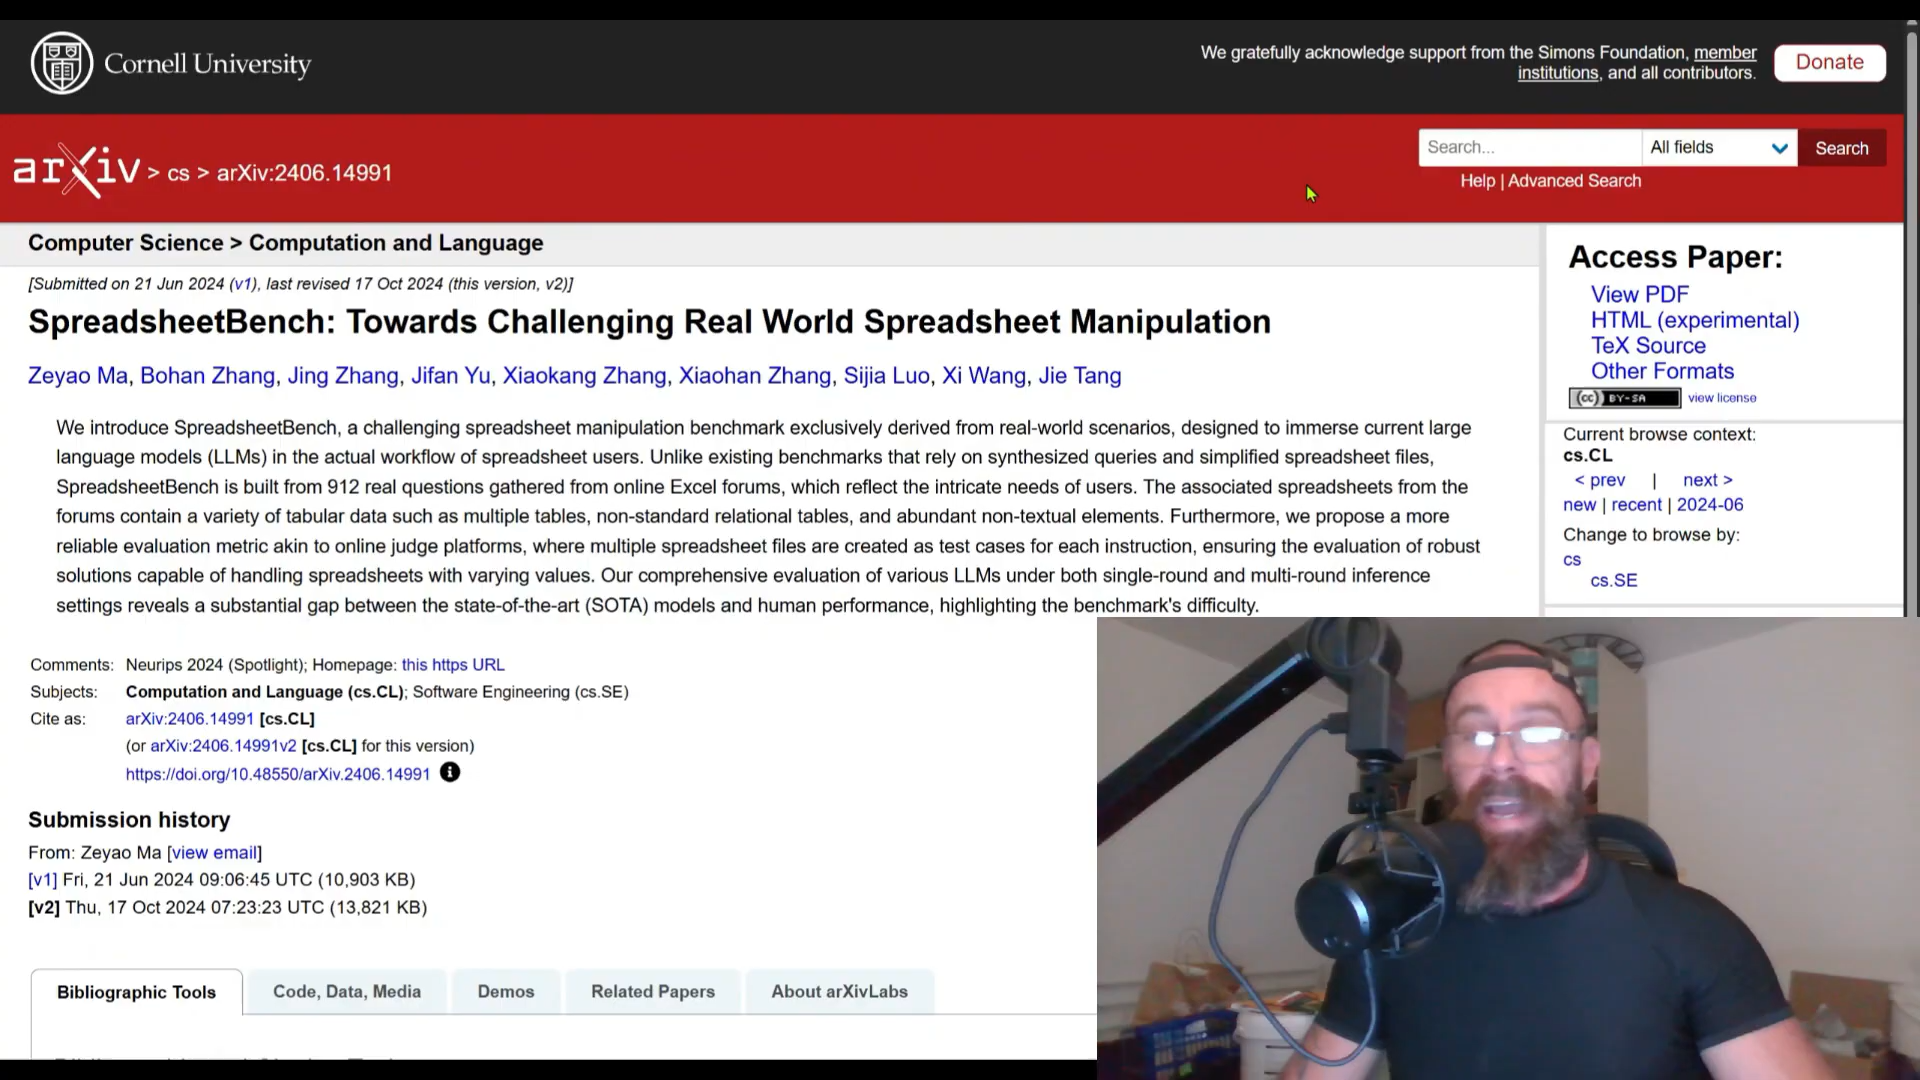 Cornell University
We gratefully acknowledge support from the Simons Foundation, member
institutions, and all contributors.
Donate
arXiv > cs > arXiv:2406.14991
Search...
All fields
Search
Help | Advanced Search
Computer Science > Computation and Language
[Submitted on 21 Jun 2024 (v1), last revised 17 Oct 2024 (this version, v2)]
SpreadsheetBench: Towards Challenging Real World Spreadsheet Manipulation
Zeyao Ma, Bohan Zhang, Jing Zhang, Jifan Yu, Xiaokang Zhang, Xiaohan Zhang, Sijia Luo, Xi Wang, Jie Tang
We introduce SpreadsheetBench, a challenging spreadsheet manipulation benchmark exclusively derived from real-world scenarios, designed to immerse current large
language models (LLMs) in the actual workflow of spreadsheet users. Unlike existing benchmarks that rely on synthesized queries and simplified spreadsheet files,
SpreadsheetBench is built from 912 real questions gathered from online Excel forums, which reflect the intricate needs of users. The associated spreadsheets from the
forums contain a variety of tabular data such as multiple tables, non-standard relational tables, and abundant non-textual elements. Furthermore, we propose a more
reliable evaluation metric akin to online judge platforms, where multiple spreadsheet files are created as test cases for each instruction, ensuring the evaluation of robust
solutions capable of handling spreadsheets with varying values. Our comprehensive evaluation of various LLMs under both single-round and multi-round inference
settings reveals a substantial gap between the state-of-the-art (SOTA) models and human performance, highlighting the benchmark's difficulty.
Comments: Neurips 2024 (Spotlight); Homepage: this https URL
Subjects: Computation and Language (cs.CL); Software Engineering (cs.SE)
Cite as: arXiv:2406.14991 [cs.CL]
(or arXiv:2406.14991v2 [cs.CL] for this version)
https://doi.org/10.48550/arXiv.2406.14991
Submission history
From: Zeyao Ma [view email]
[v1] Fri, 21 Jun 2024 09:06:45 UTC (10,903 KB)
[v2] Thu, 17 Oct 2024 07:23:23 UTC (13,821 KB)
Bibliographic Tools
Code, Data, Media
Demos
Related Papers
About arXivLabs
Access Paper:
View PDF
HTML (experimental)
TeX Source
Other Formats
(cc) BY-SA view license
Current browse context:
cs.CL
< prev | next >
new | recent | 2024-06
Change to browse by:
cs
cs.SE